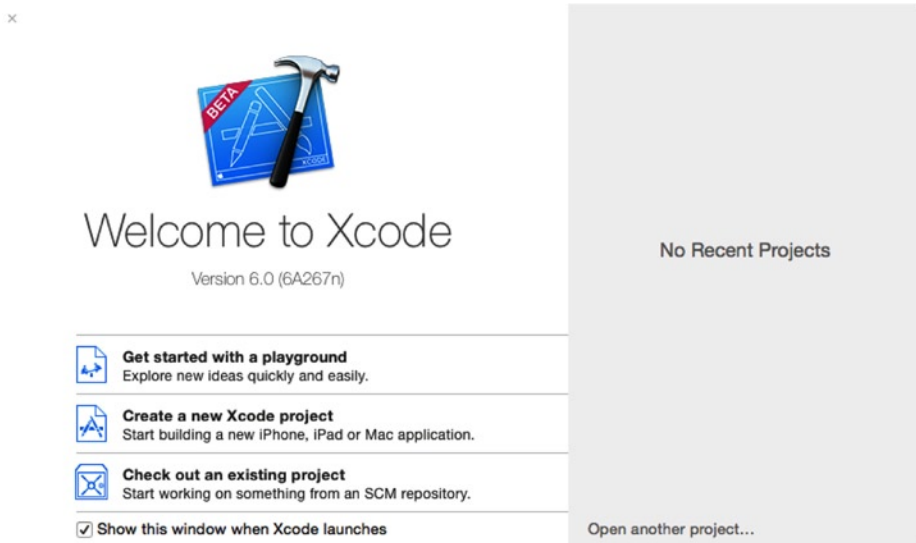 BETA
XCODE
Welcome to Xcode
Version 6.0 (6A267n)
No Recent Projects
Get started with a playground
Explore new ideas quickly and easily.
Create a new Xcode project
Start building a new iPhone, iPad or Mac application.
Check out an existing project
Start working on something from an SCM repository.
Show this window when Xcode launches
Open another project...